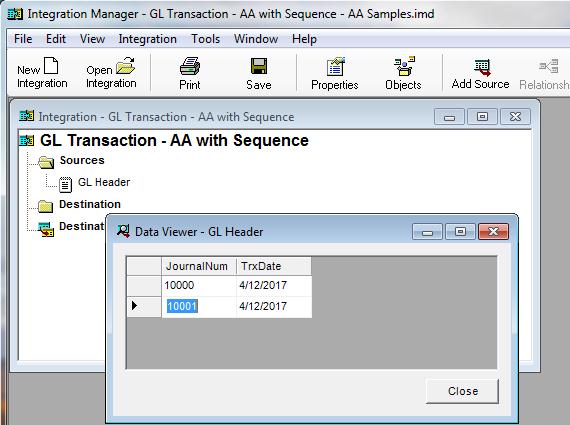 Integration Manager - GL Transaction - AA with Sequence - AA Samples.imd
File Edit View Integration Tools Window Help
New Integration Open Integration Print Save Properties Objects Add Source Relationsh
Integration - GL Transaction - AA with Sequence
GL Transaction - AA with Sequence
Sources
GL Header
Destination
Destinat
Data Viewer - GL Header
JournalNum TrxDate
10000 4/12/2017
10001 4/12/2017
Close